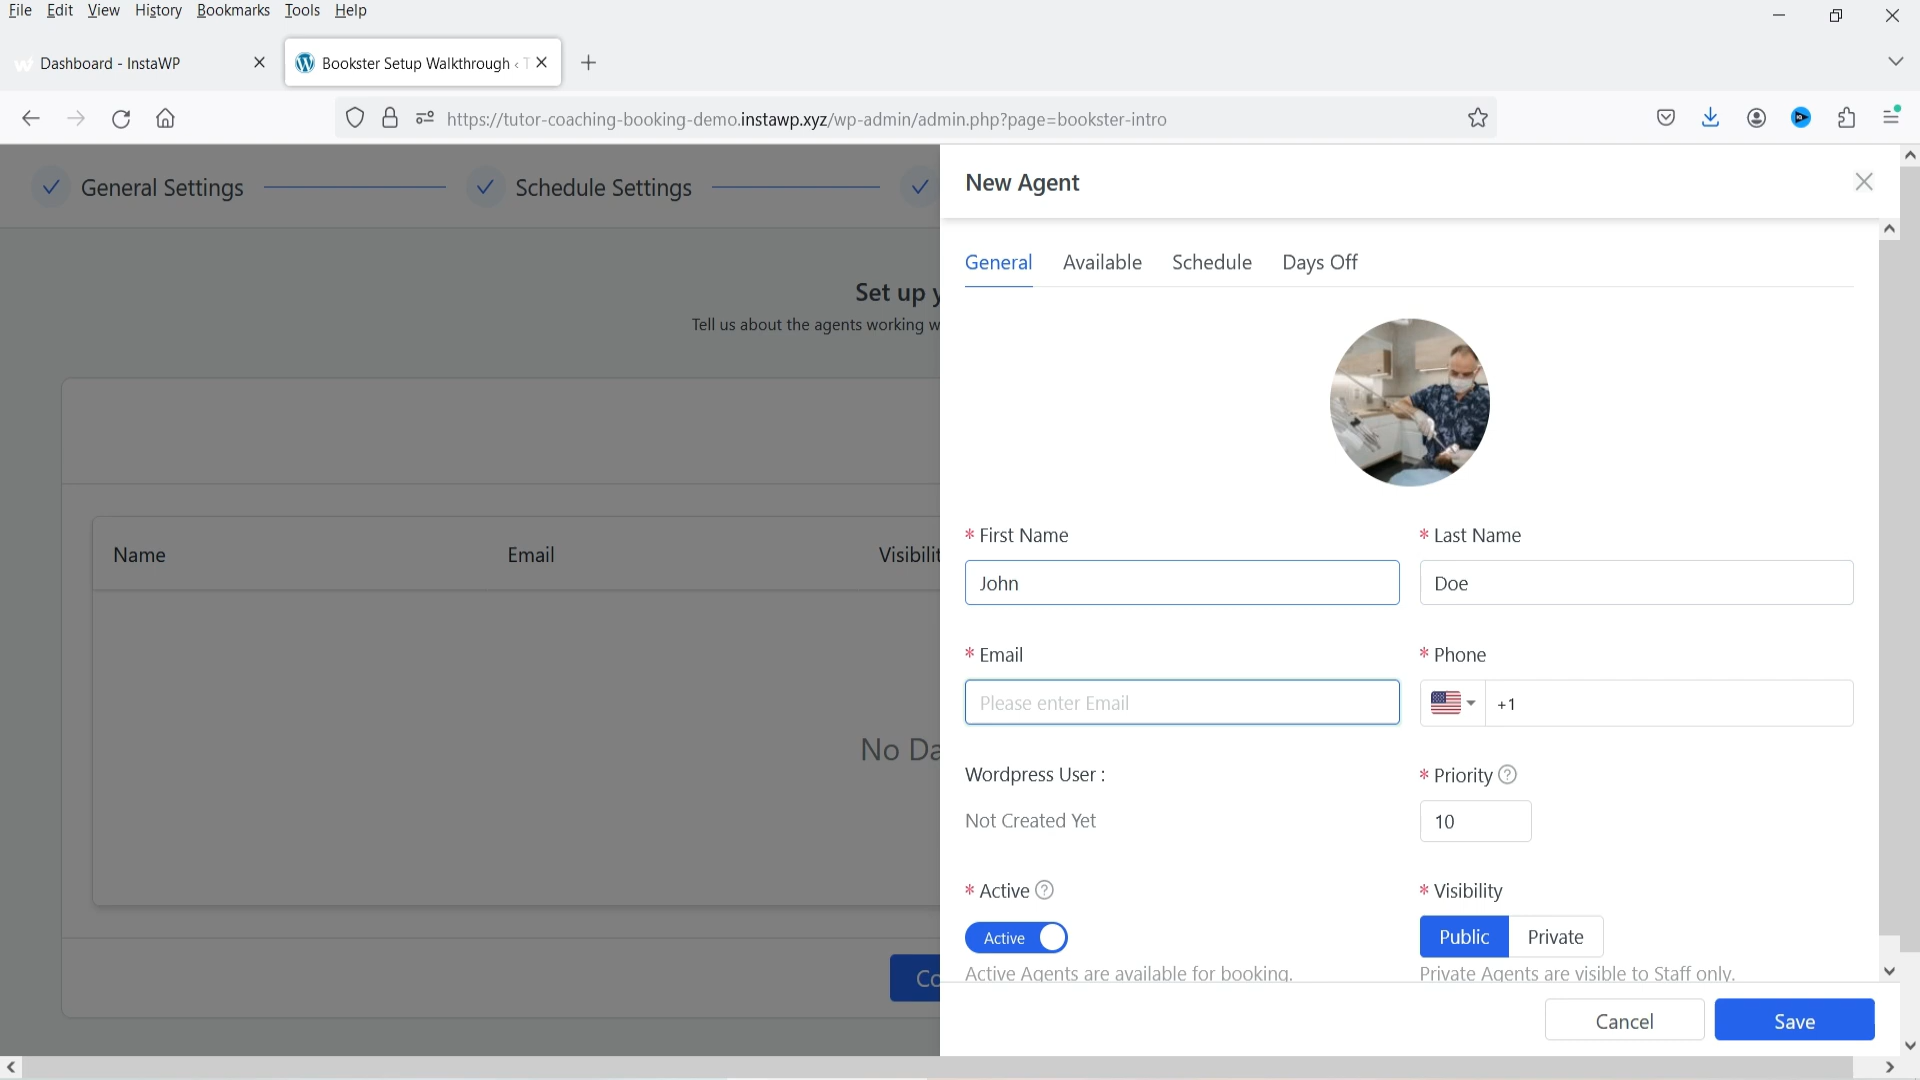 File Edit View History Bookmarks Tools Help
Dashboard - InstaWP
Bookster Setup Walkthrough ‹
https://tutor-coaching-booking-demo.instawp.xyz/wp-admin/admin.php?page=bookster-intro
General Settings
Schedule Settings
New Agent
General
Available
Schedule
Days Off
Set up
Tell us about the agents working
* First Name
* Last Name
John
Doe
Name
Email
* Email
* Phone
Please enter Email
+1
No
Wordpress User :
* Priority ?
Not Created Yet
10
* Active ?
* Visibility
Active
Public
Private
Active Agents are available for booking.
Private Agents are visible to Staff only.
Cancel
Save